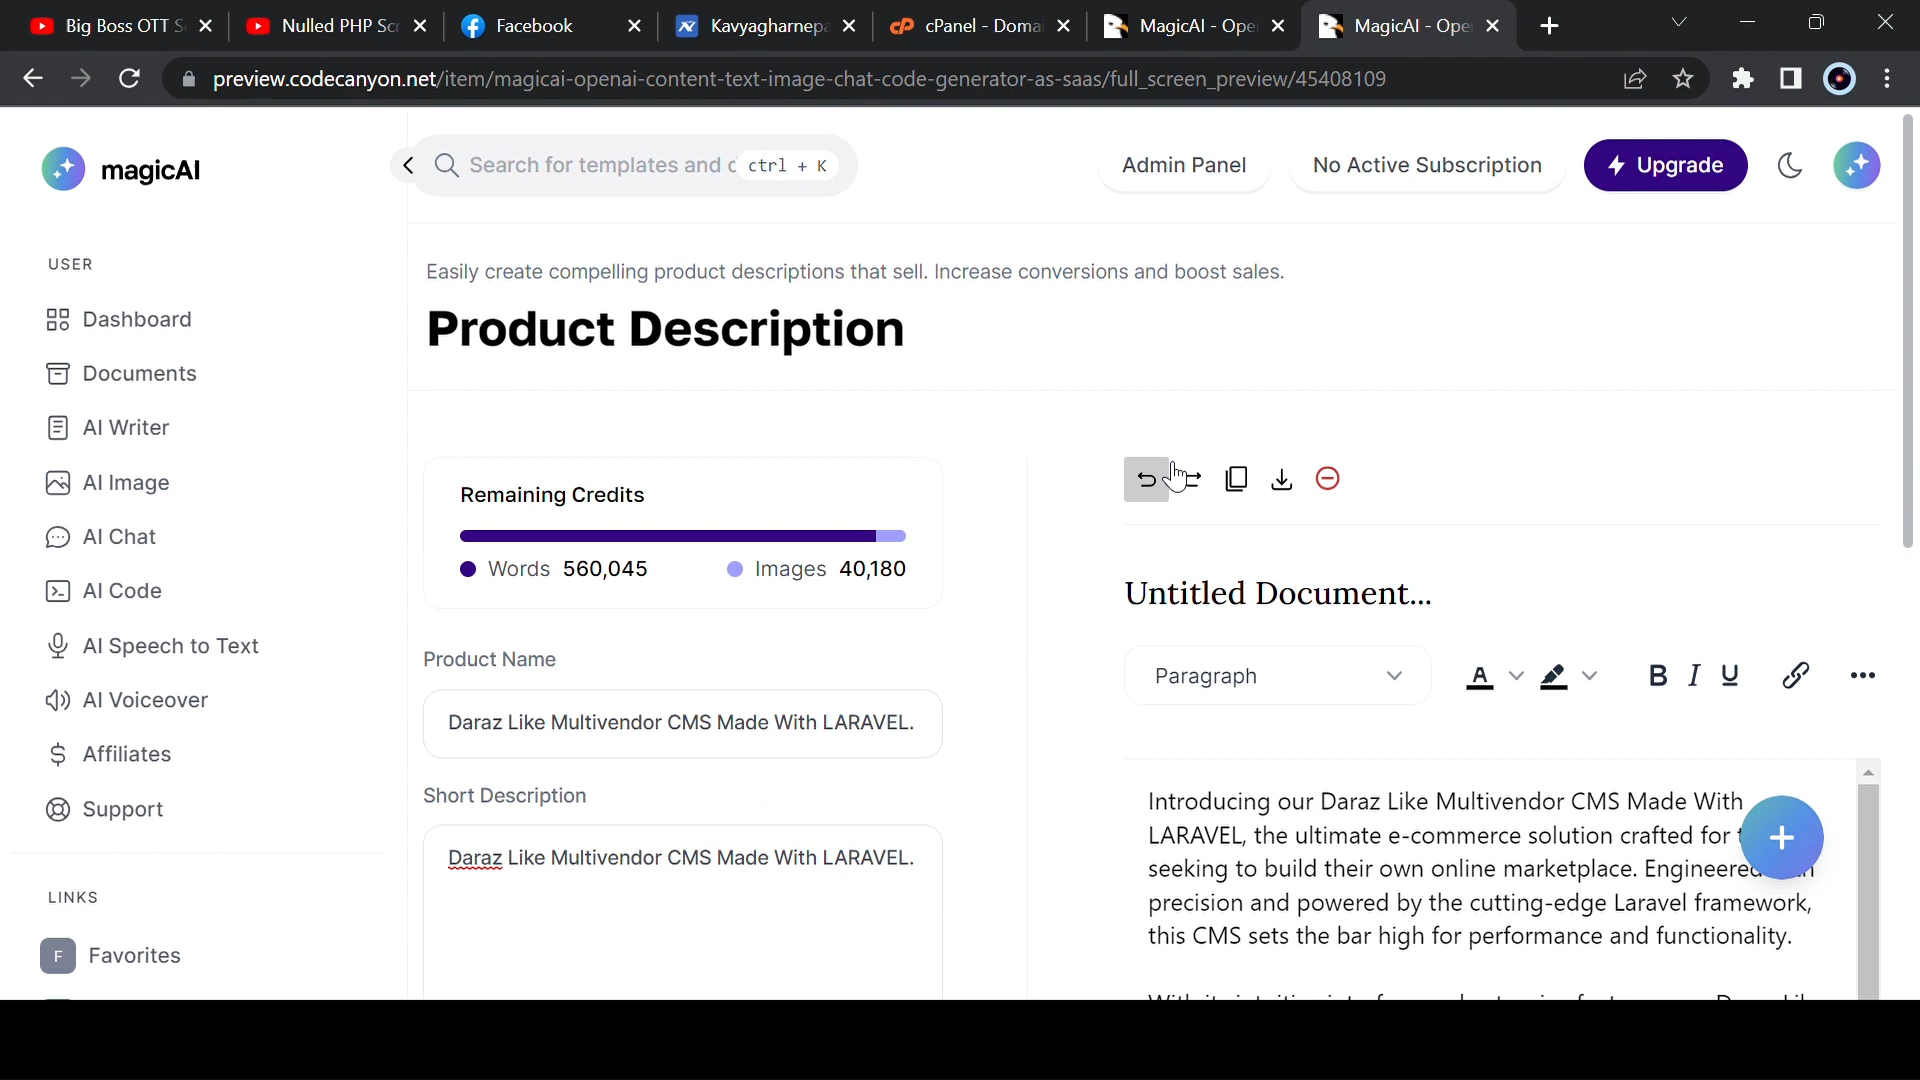 Big Boss OTT S
Nulled PHP Scr
Facebook
Kavyagharnepa
cPanel - Domai
MagicAI - Ope
MagicAI - Ope
preview.codecanyon.net/item/magicai-openai-content-text-image-chat-code-generator-as-saas/full_screen_preview/45408109
magicAI
Search for templates and
ctrl + K
Admin Panel
No Active Subscription
Upgrade
USER
Dashboard
Documents
AI Writer
AI Image
AI Chat
AI Code
AI Speech to Text
AI Voiceover
Affiliates
Support
LINKS
F Favorites
Easily create compelling product descriptions that sell. Increase conversions and boost sales.
Product Description
Remaining Credits
Words 560,045
Images 40,180
Product Name
Daraz Like Multivendor CMS Made With LARAVEL.
Short Description
Daraz Like Multivendor CMS Made With LARAVEL.
Untitled Document...
Paragraph
A
B I U
Introducing our Daraz Like Multivendor CMS Made With
LARAVEL, the ultimate e-commerce solution crafted for
seeking to build their own online marketplace. Engineered
precision and powered by the cutting-edge Laravel framework,
this CMS sets the bar high for performance and functionality.